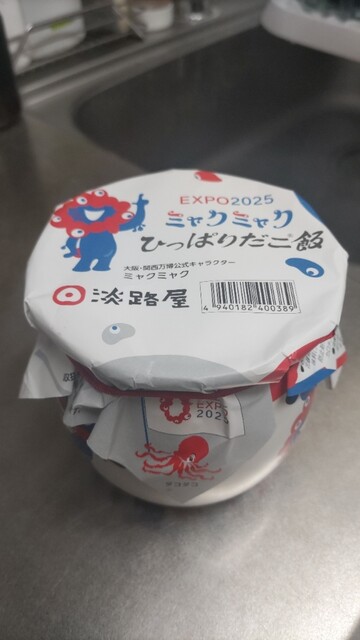 EXPO2025
ミャクミャク
ひっぱりだこ飯
大阪・関西万博公式キャラクター
ミャクミャク
淡路屋
4 940182 400389
EXPO
2025